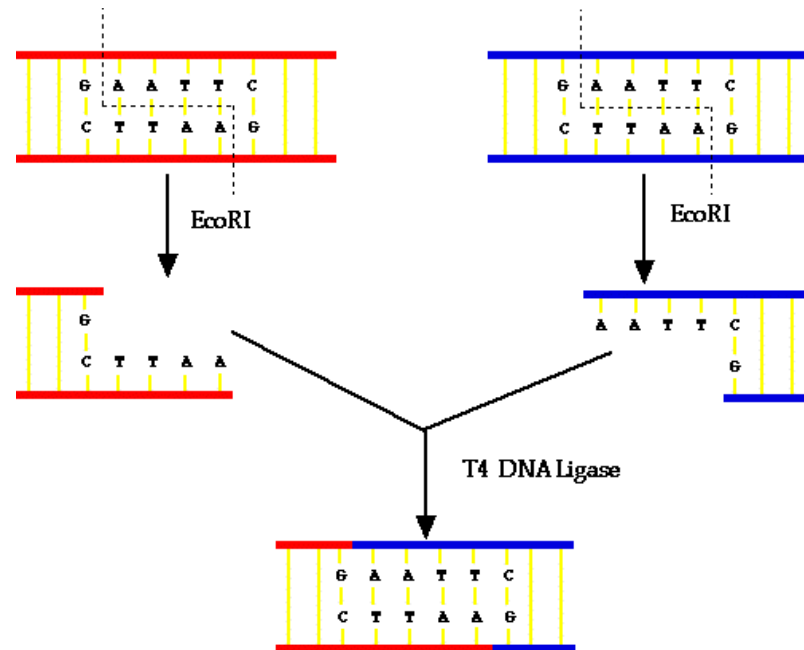 G A A T T C
C T T A A G
G A A T T C
C T T A A G
EcoRI
EcoRI
G
C T T A A
A A T T C
G
T4 DNA Ligase
G A A T T C
C T T A A G